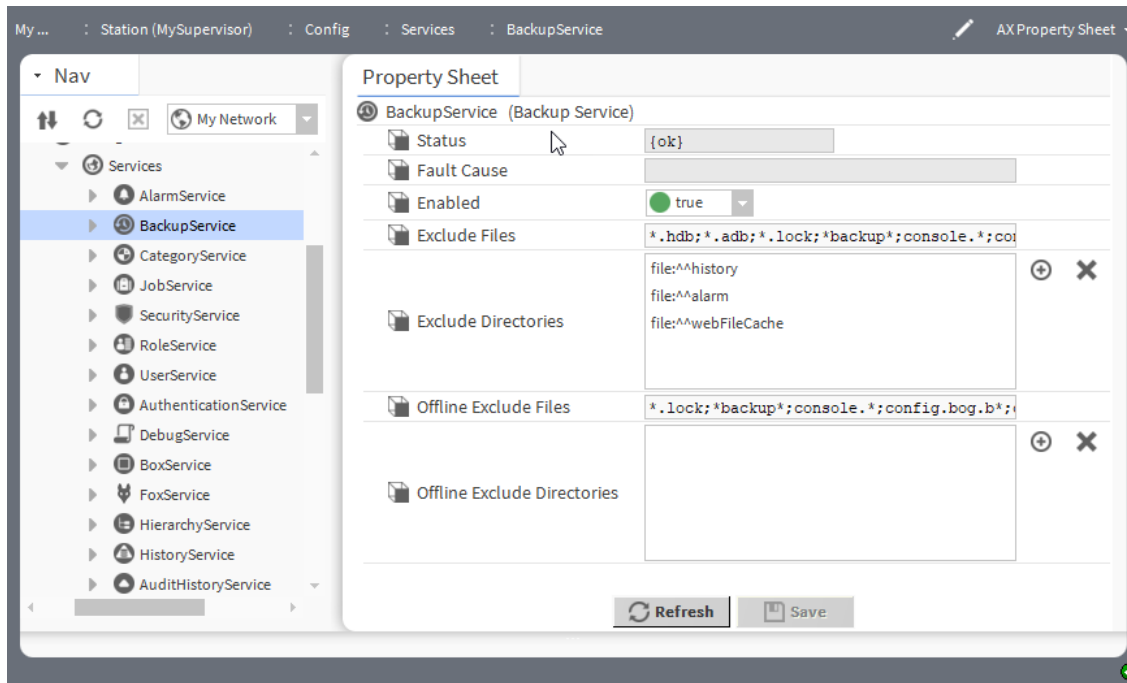 My ... : Station (MySupervisor) : Config : Services : BackupService AX Property Sheet
Nav
My Network
Services
AlarmService
BackupService
CategoryService
JobService
SecurityService
RoleService
UserService
AuthenticationService
DebugService
BoxService
FoxService
HierarchyService
HistoryService
AuditHistoryService
Property Sheet
BackupService (Backup Service)
Status {ok}
Fault Cause
Enabled true
Exclude Files *.hdb;*.adb;*.lock;*backup*;console.*;co
Exclude Directories
file:^^history
file:^^alarm
file:^^webFileCache
Offline Exclude Files *.lock;*backup*;console.*;config.bog.b*;
Offline Exclude Directories
Refresh Save